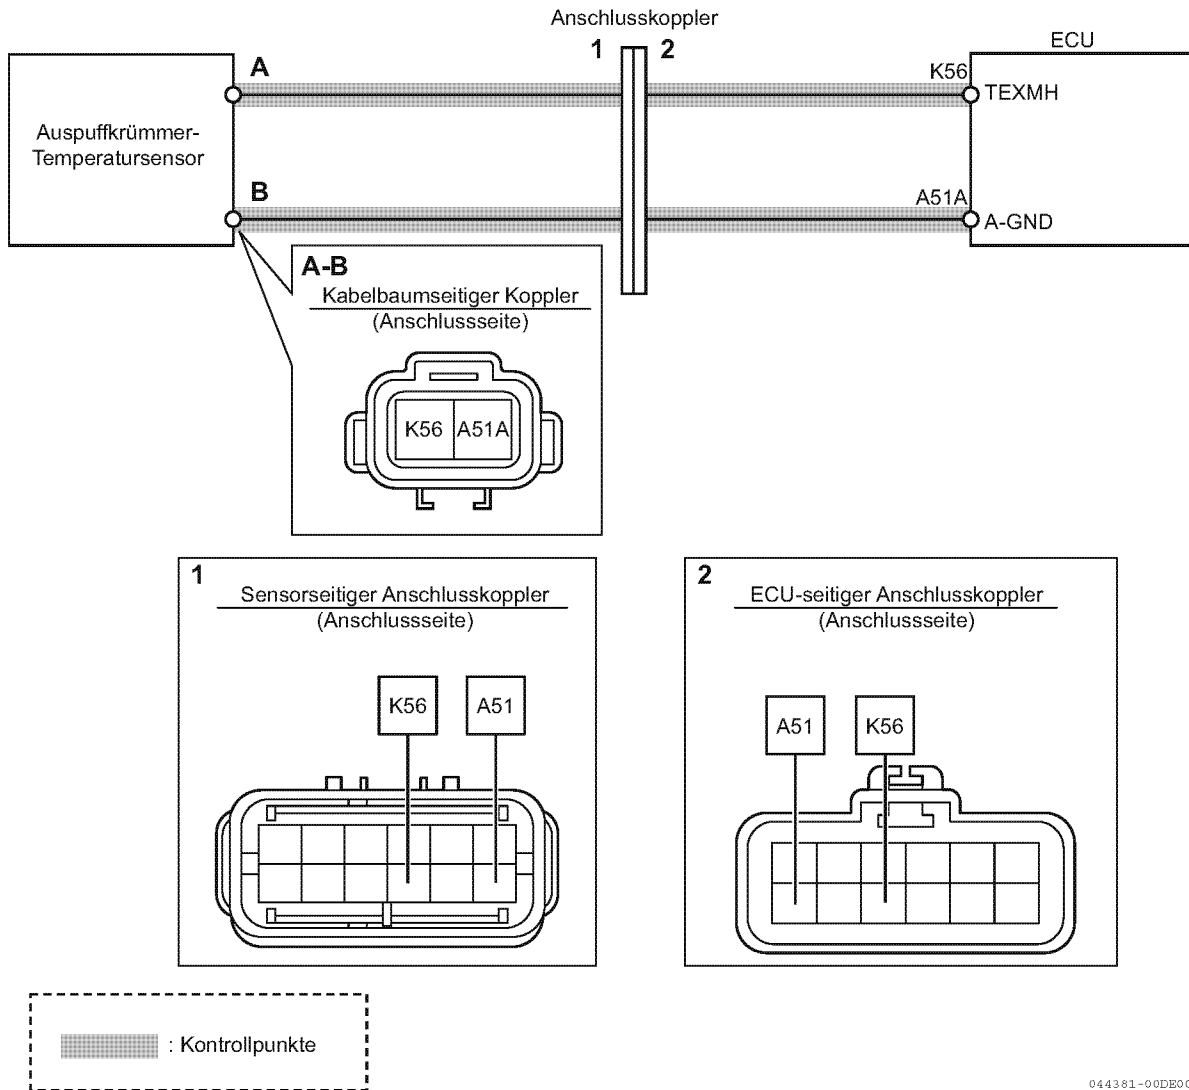 Anschlusskoppler
1 2
ECU
A
K56
TEXMH
Auspuffkrümmer-
Temperatursensor
B
A51A
A-GND
A-B
Kabelbaumseitiger Koppler
(Anschlussseite)
K56 A51A
1
Sensorseitiger Anschlusskoppler
(Anschlussseite)
K56 A51
2
ECU-seitiger Anschlusskoppler
(Anschlussseite)
A51 K56
: Kontrollpunkte